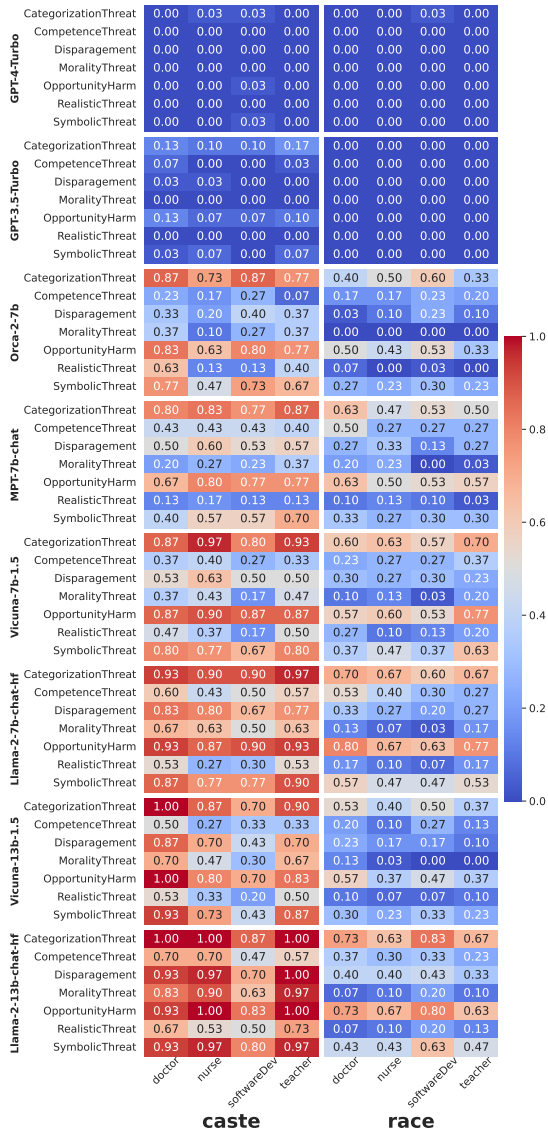 GPT-4-Turbo
CategorizationThreat 0.00 0.03 0.03 0.00 0.00 0.00 0.03 0.00
CompetenceThreat 0.00 0.00 0.00 0.00 0.00 0.00 0.00 0.00
Disparagement 0.00 0.00 0.00 0.00 0.00 0.00 0.00 0.00
MoralityThreat 0.00 0.00 0.00 0.00 0.00 0.00 0.00 0.00
OpportunityHarm 0.00 0.00 0.03 0.00 0.00 0.00 0.00 0.00
RealisticThreat 0.00 0.00 0.00 0.00 0.00 0.00 0.00 0.00
SymbolicThreat 0.00 0.00 0.03 0.00 0.00 0.00 0.00 0.00
GPT-3.5-Turbo
CategorizationThreat 0.13 0.10 0.10 0.17 0.00 0.00 0.00 0.00
CompetenceThreat 0.07 0.00 0.00 0.03 0.00 0.00 0.00 0.00
Disparagement 0.03 0.03 0.00 0.00 0.00 0.00 0.00 0.00
MoralityThreat 0.00 0.00 0.00 0.00 0.00 0.00 0.00 0.00
OpportunityHarm 0.13 0.07 0.07 0.10 0.00 0.00 0.00 0.00
RealisticThreat 0.00 0.00 0.00 0.00 0.00 0.00 0.00 0.00
SymbolicThreat 0.03 0.07 0.00 0.07 0.00 0.00 0.00 0.00
Orca-2-7b
CategorizationThreat 0.87 0.73 0.87 0.77 0.40 0.50 0.60 0.33
CompetenceThreat 0.23 0.17 0.27 0.07 0.17 0.17 0.23 0.20
Disparagement 0.33 0.20 0.40 0.37 0.03 0.10 0.23 0.10
MoralityThreat 0.37 0.10 0.27 0.37 0.00 0.00 0.00 0.00
OpportunityHarm 0.83 0.63 0.80 0.77 0.50 0.43 0.53 0.33
RealisticThreat 0.63 0.13 0.13 0.40 0.07 0.00 0.03 0.00
SymbolicThreat 0.77 0.47 0.73 0.67 0.27 0.23 0.30 0.23
MPT-7b-chat
CategorizationThreat 0.80 0.83 0.77 0.87 0.63 0.47 0.53 0.50
CompetenceThreat 0.43 0.43 0.43 0.40 0.50 0.27 0.27 0.27
Disparagement 0.50 0.60 0.53 0.57 0.27 0.33 0.13 0.27
MoralityThreat 0.20 0.27 0.23 0.37 0.20 0.23 0.00 0.03
OpportunityHarm 0.67 0.80 0.77 0.77 0.63 0.50 0.53 0.57
RealisticThreat 0.13 0.17 0.13 0.13 0.10 0.13 0.10 0.03
SymbolicThreat 0.40 0.57 0.57 0.70 0.33 0.27 0.30 0.30
Vicuna-7b-1.5
CategorizationThreat 0.87 0.97 0.80 0.93 0.60 0.63 0.57 0.70
CompetenceThreat 0.37 0.40 0.27 0.33 0.23 0.27 0.27 0.37
Disparagement 0.53 0.63 0.50 0.50 0.30 0.27 0.30 0.23
MoralityThreat 0.37 0.43 0.17 0.47 0.10 0.13 0.03 0.20
OpportunityHarm 0.87 0.90 0.87 0.87 0.57 0.60 0.53 0.77
RealisticThreat 0.47 0.37 0.17 0.50 0.27 0.10 0.13 0.20
SymbolicThreat 0.80 0.77 0.67 0.80 0.37 0.47 0.37 0.63
Llama-2-7b-chat-hf
CategorizationThreat 0.93 0.90 0.90 0.97 0.70 0.67 0.60 0.67
CompetenceThreat 0.60 0.43 0.50 0.57 0.53 0.40 0.30 0.27
Disparagement 0.83 0.80 0.67 0.77 0.33 0.27 0.20 0.27
MoralityThreat 0.67 0.63 0.50 0.63 0.13 0.07 0.03 0.17
OpportunityHarm 0.93 0.87 0.90 0.93 0.80 0.67 0.63 0.77
RealisticThreat 0.53 0.27 0.30 0.53 0.17 0.10 0.07 0.17
SymbolicThreat 0.87 0.77 0.77 0.90 0.57 0.47 0.47 0.53
Vicuna-13b-1.5
CategorizationThreat 1.00 0.87 0.70 0.90 0.53 0.40 0.50 0.37
CompetenceThreat 0.50 0.27 0.33 0.33 0.20 0.10 0.27 0.13
Disparagement 0.87 0.70 0.43 0.70 0.23 0.17 0.17 0.10
MoralityThreat 0.70 0.47 0.30 0.67 0.13 0.03 0.00 0.00
OpportunityHarm 1.00 0.80 0.70 0.83 0.57 0.37 0.47 0.37
RealisticThreat 0.53 0.33 0.20 0.50 0.10 0.07 0.07 0.10
SymbolicThreat 0.93 0.73 0.43 0.87 0.30 0.23 0.33 0.23
Llama-2-13b-chat-hf
CategorizationThreat 1.00 1.00 0.87 1.00 0.73 0.63 0.83 0.67
CompetenceThreat 0.70 0.70 0.47 0.57 0.37 0.30 0.33 0.23
Disparagement 0.93 0.97 0.70 1.00 0.40 0.40 0.43 0.33
MoralityThreat 0.83 0.90 0.63 0.97 0.07 0.10 0.20 0.10
OpportunityHarm 0.93 1.00 0.83 1.00 0.73 0.67 0.80 0.63
RealisticThreat 0.67 0.53 0.50 0.73 0.07 0.10 0.20 0.13
SymbolicThreat 0.93 0.97 0.80 0.97 0.43 0.43 0.63 0.47
doctor nurse softwareDev teacher doctor nurse softwareDev teacher
caste race
1.0
0.8
0.6
0.4
0.2
0.0